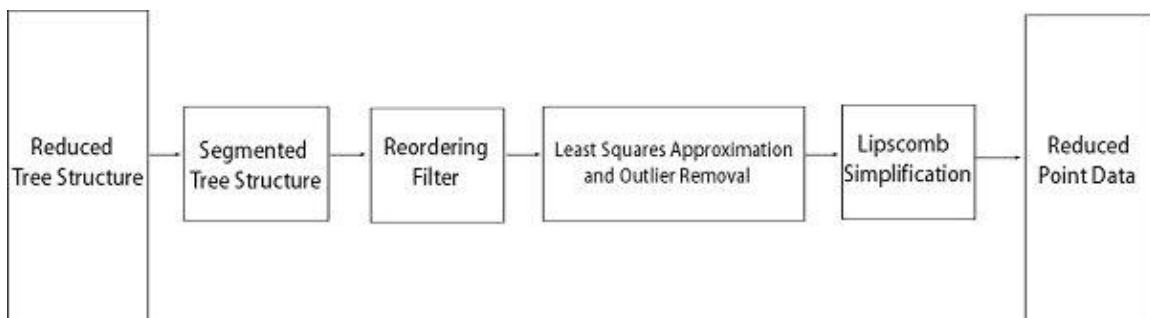 Reduced
Tree Structure
Segmented
Tree Structure
Reordering
Filter
Least Squares Approximation
and Outlier Removal
Lipscomb
Simplification
Reduced
Point Data